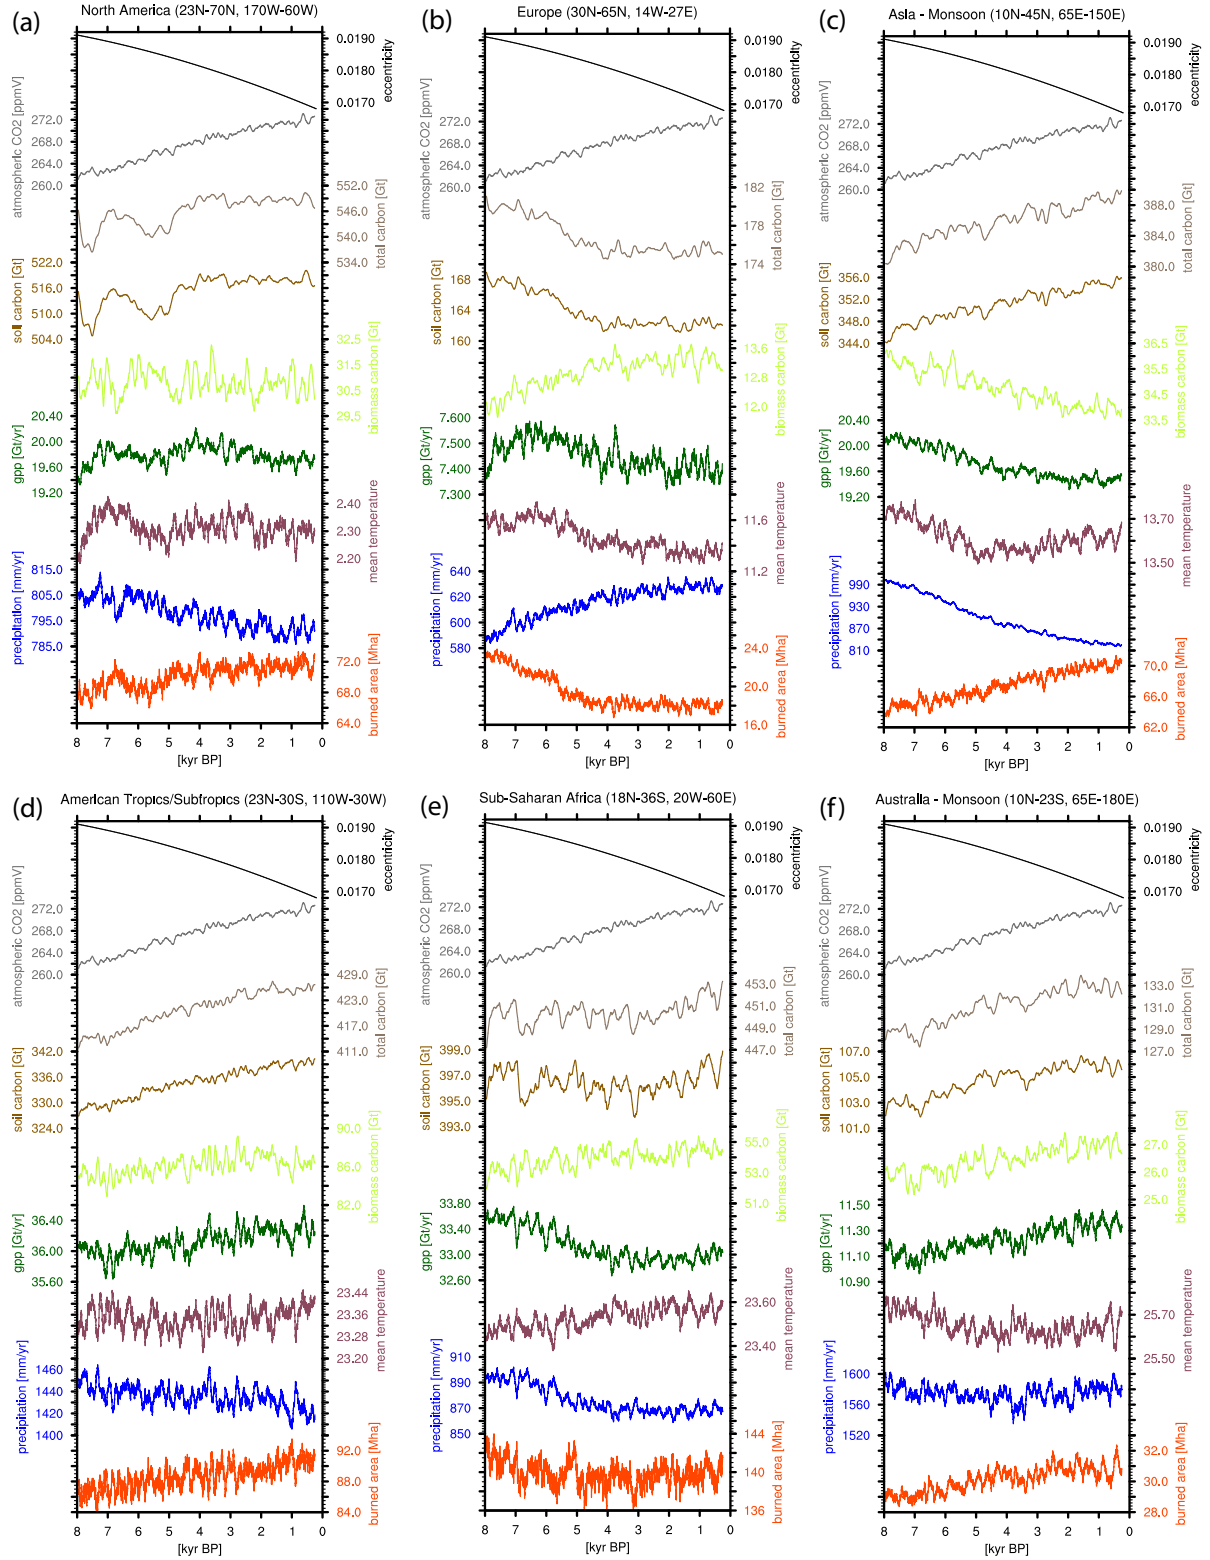 (a) North America (23N-70N, 170W-60W)
atmospheric CO2 [ppmV]
272.0
268.0
264.0
260.0
0.0190
0.0180
0.0170
eccentricity
552.0
546.0
540.0
534.0
total carbon [Gt]
soil carbon [Gt]
522.0
516.0
510.0
504.0
32.5
31.5
30.5
29.5
biomass carbon [Gt]
gpp [Gt/yr]
20.40
20.00
19.60
19.20
2.40
2.30
2.20
mean temperature
precipitation [mm/yr]
815.0
805.0
795.0
785.0
72.0
68.0
64.0
burned area [Mha]
8 7 6 5 4 3 2 1 0
[kyr BP]
(b) Europe (30N-65N, 14W-27E)
atmospheric CO2 [ppmV]
272.0
268.0
264.0
260.0
0.0190
0.0180
0.0170
eccentricity
182
178
174
total carbon [Gt]
soil carbon [Gt]
168
164
160
13.6
12.8
12.0
biomass carbon [Gt]
gpp [Gt/yr]
7.600
7.500
7.400
7.300
11.6
11.2
mean temperature
precipitation [mm/yr]
640
620
600
580
24.0
20.0
16.0
burned area [Mha]
8 7 6 5 4 3 2 1 0
[kyr BP]
(c) Asia - Monsoon (10N-45N, 65E-150E)
atmospheric CO2 [ppmV]
272.0
268.0
264.0
260.0
0.0190
0.0180
0.0170
eccentricity
388.0
384.0
380.0
total carbon [Gt]
soil carbon [Gt]
356.0
352.0
348.0
344.0
36.5
35.5
34.5
33.5
biomass carbon [Gt]
gpp [Gt/yr]
20.40
20.00
19.60
19.20
13.70
13.50
mean temperature
precipitation [mm/yr]
990
930
870
810
70.0
66.0
62.0
burned area [Mha]
8 7 6 5 4 3 2 1 0
[kyr BP]
(d) American Tropics/Subtropics (23N-30S, 110W-30W)
atmospheric CO2 [ppmV]
272.0
268.0
264.0
260.0
0.0190
0.0180
0.0170
eccentricity
429.0
423.0
417.0
411.0
total carbon [Gt]
soil carbon [Gt]
342.0
336.0
330.0
324.0
90.0
86.0
82.0
biomass carbon [Gt]
gpp [Gt/yr]
36.40
36.00
35.60
23.44
23.36
23.28
23.20
mean temperature
precipitation [mm/yr]
1460
1440
1420
1400
92.0
88.0
84.0
burned area [Mha]
8 7 6 5 4 3 2 1 0
[kyr BP]
(e) Sub-Saharan Africa (18N-36S, 20W-60E)
atmospheric CO2 [ppmV]
272.0
268.0
264.0
260.0
0.0190
0.0180
0.0170
eccentricity
453.0
451.0
449.0
447.0
total carbon [Gt]
soil carbon [Gt]
399.0
397.0
395.0
393.0
55.0
53.0
51.0
biomass carbon [Gt]
gpp [Gt/yr]
33.80
33.40
33.00
32.60
23.60
23.40
mean temperature
precipitation [mm/yr]
910
890
870
850
144
140
136
burned area [Mha]
8 7 6 5 4 3 2 1 0
[kyr BP]
(f) Australia - Monsoon (10N-23S, 65E-180E)
atmospheric CO2 [ppmV]
272.0
268.0
264.0
260.0
0.0190
0.0180
0.0170
eccentricity
133.0
131.0
129.0
127.0
total carbon [Gt]
soil carbon [Gt]
107.0
105.0
103.0
101.0
27.0
26.0
25.0
biomass carbon [Gt]
gpp [Gt/yr]
11.50
11.30
11.10
10.90
25.70
25.50
mean temperature
precipitation [mm/yr]
1600
1560
1520
32.0
30.0
28.0
burned area [Mha]
8 7 6 5 4 3 2 1 0
[kyr BP]